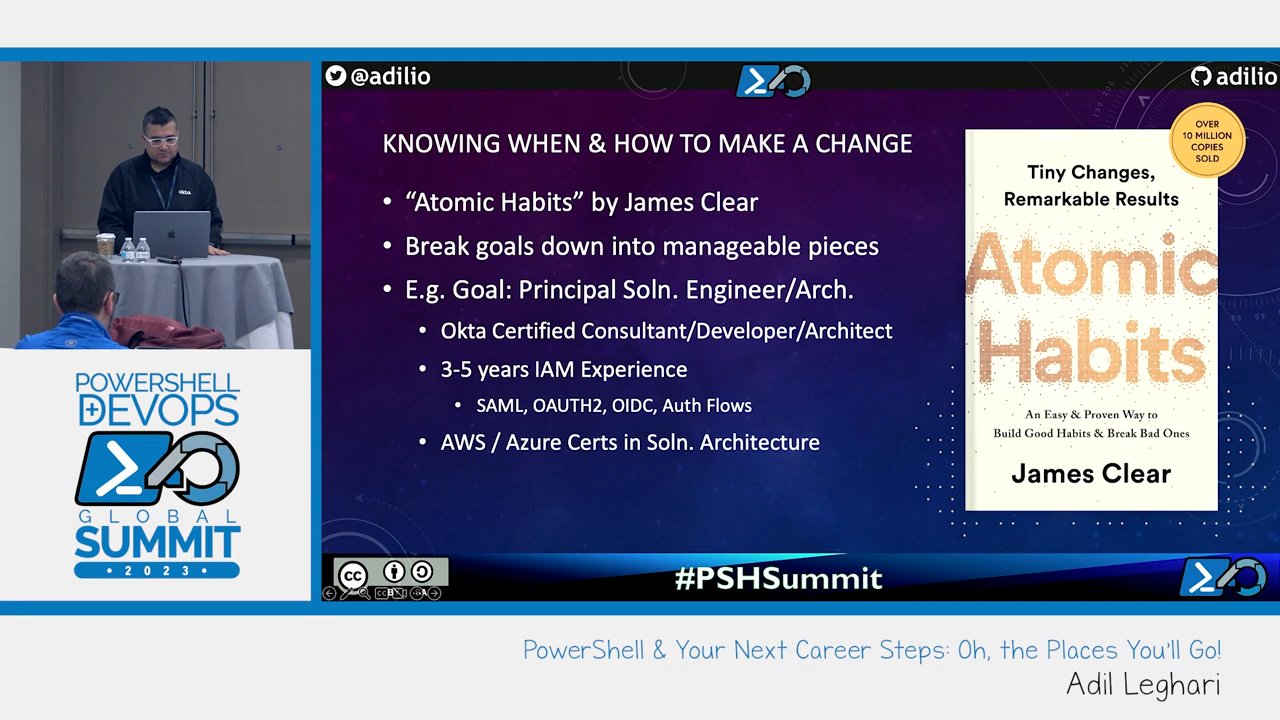 @adilio
adilio
KNOWING WHEN & HOW TO MAKE A CHANGE
• “Atomic Habits” by James Clear
• Break goals down into manageable pieces
• E.g. Goal: Principal Soln. Engineer/Arch.
• Okta Certified Consultant/Developer/Architect
• 3-5 years IAM Experience
• SAML, OAUTH2, OIDC, Auth Flows
• AWS / Azure Certs in Soln. Architecture
OVER
10 MILLION
COPIES
SOLD
Tiny Changes,
Remarkable Results
Atomic
Habits
An Easy & Proven Way to
Build Good Habits & Break Bad Ones
James Clear
okta
POWERSHELL
+DEVOPS
GLOBAL
SUMMIT
• 2023 •
cc
#PSHSummit
PowerShell & Your Next Career Steps: Oh, the Places You'll Go!
Adil Leghari